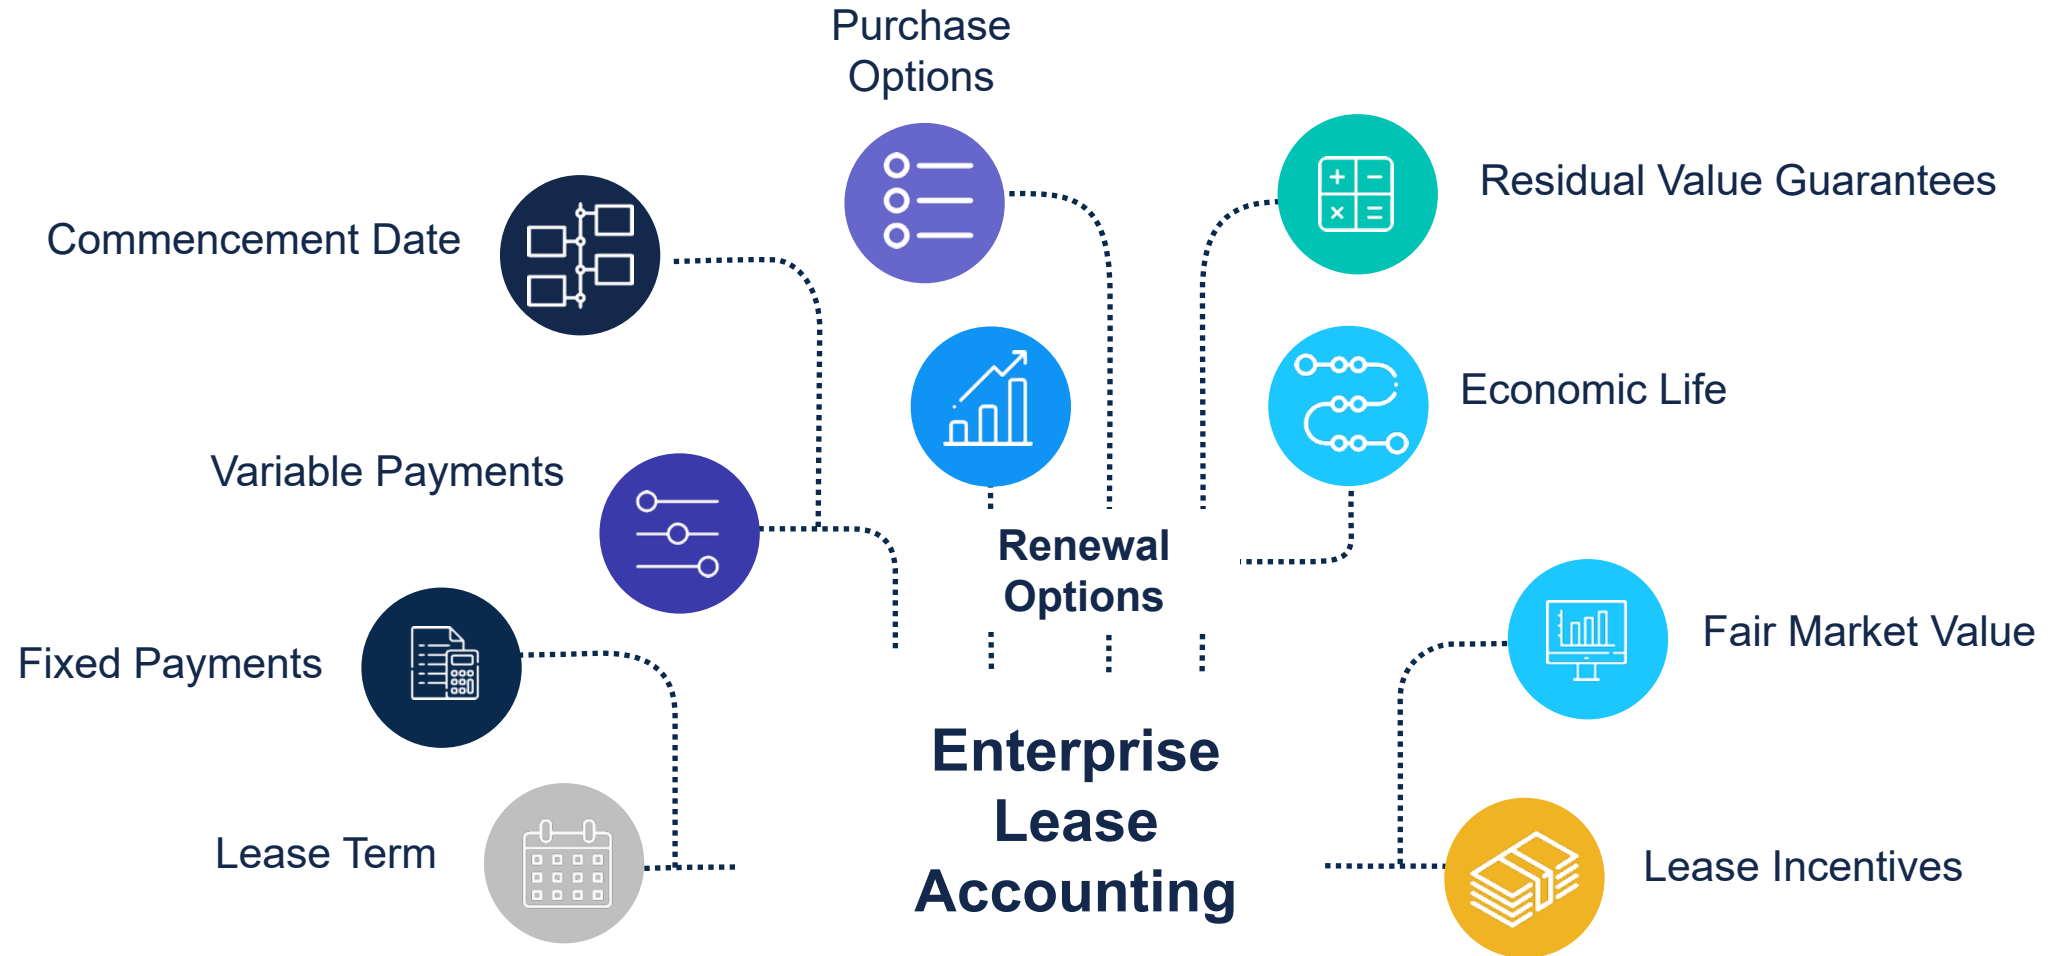 Purchase
Options
Residual Value Guarantees
Commencement Date
Economic Life
Variable Payments
Renewal
Options
Fair Market Value
Fixed Payments
Enterprise
Lease
Accounting
Lease Term
Lease Incentives